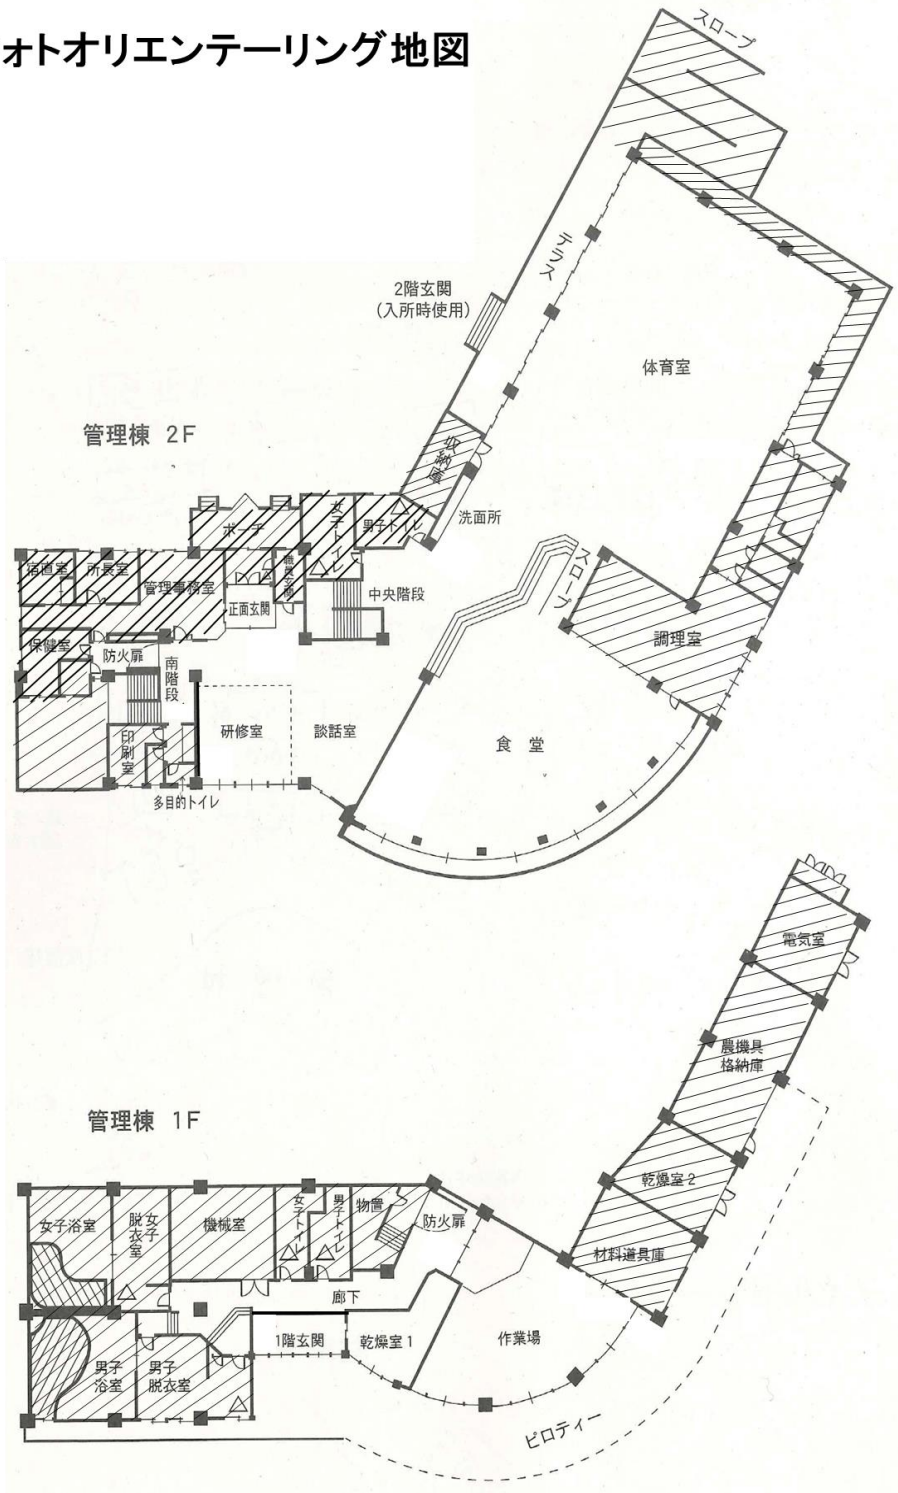 ォトオリエンテーリング地図
スロープ
テラス
2階玄関
(入所時使用)
体育室
管理棟 2F
収納庫
洗面所
ポーチ
女子トイレ
男子トイレ
宿直室
所長室
管理事務室
職員玄関
正面玄関
中央階段
スロープ
保健室
防火扉
南階段
調理室
印刷室
研修室
談話室
食 堂
多目的トイレ
電気室
農機具
格納庫
管理棟 1F
乾燥室2
女子浴室
女子
脱衣室
機械室
女子トイレ
男子トイレ
物置
防火扉
材料道具庫
廊下
1階玄関
乾燥室1
作業場
男子
浴室
男子
脱衣室
ピロティー